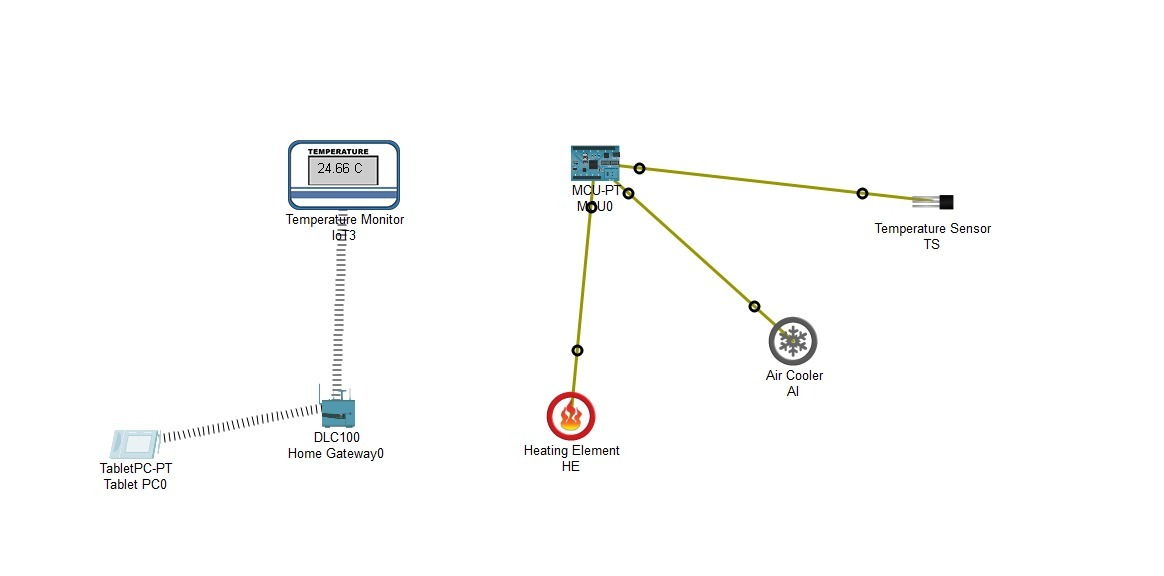 TEMPERATURE
24.66 C
Temperature Monitor
IoT3
MCU-PT
MCU0
Temperature Sensor
TS
Air Cooler
AI
DLC100
Home Gateway0
Heating Element
HE
TabletPC-PT
Tablet PC0